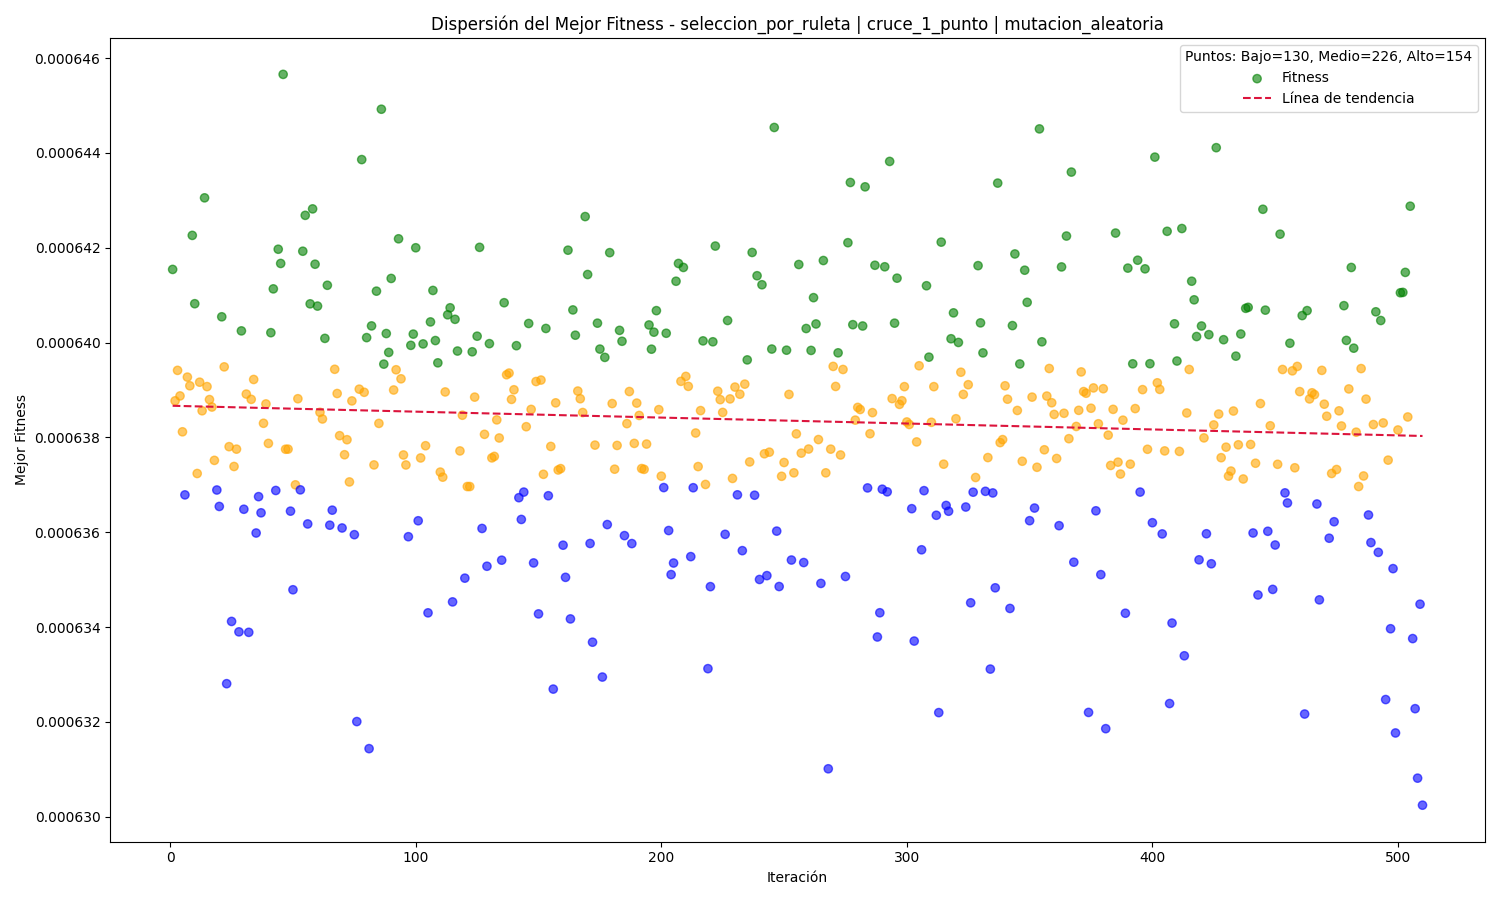 Dispersión del Mejor Fitness - seleccion_por_ruleta | cruce_1_punto | mutacion_aleatoria
Puntos: Bajo=130, Medio=226, Alto=154
Fitness
Línea de tendencia
Mejor Fitness
0.000646
0.000644
0.000642
0.000640
0.000638
0.000636
0.000634
0.000632
0.000630
0
100
200
300
400
500
Iteración